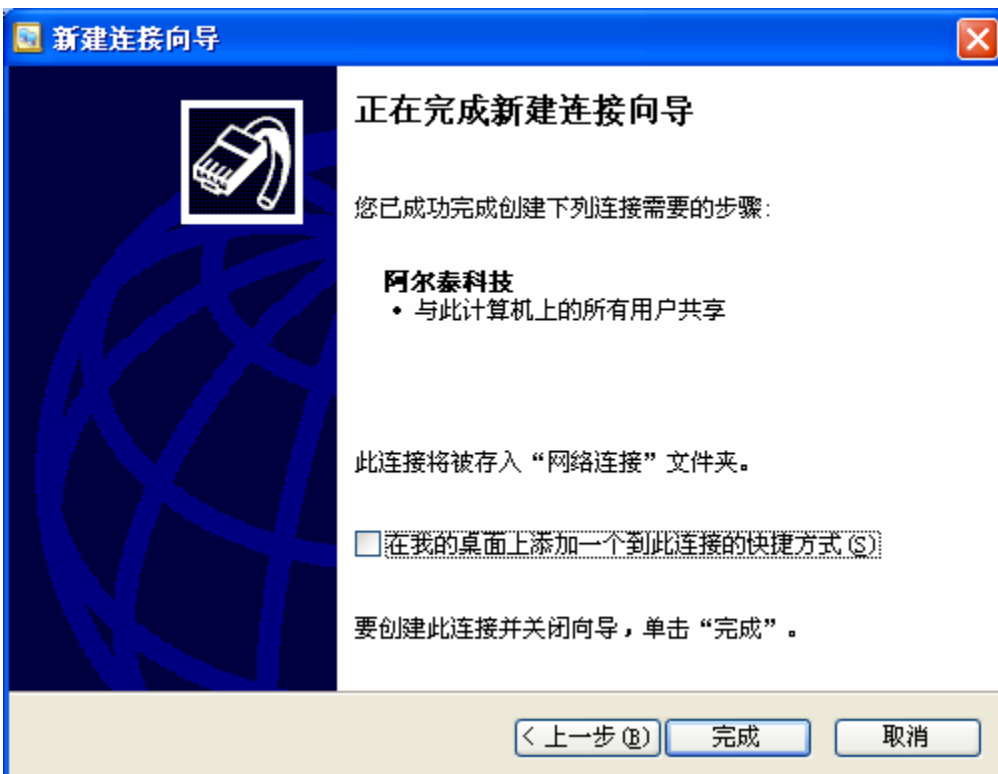 新建连接向导
正在完成新建连接向导
您已成功完成创建下列连接需要的步骤:
阿尔泰科技
• 与此计算机上的所有用户共享
此连接将被存入“网络连接”文件夹。
在我的桌面上添加一个到此连接的快捷方式(S)
要创建此连接并关闭向导，单击“完成”。
< 上一步(B)
完成
取消